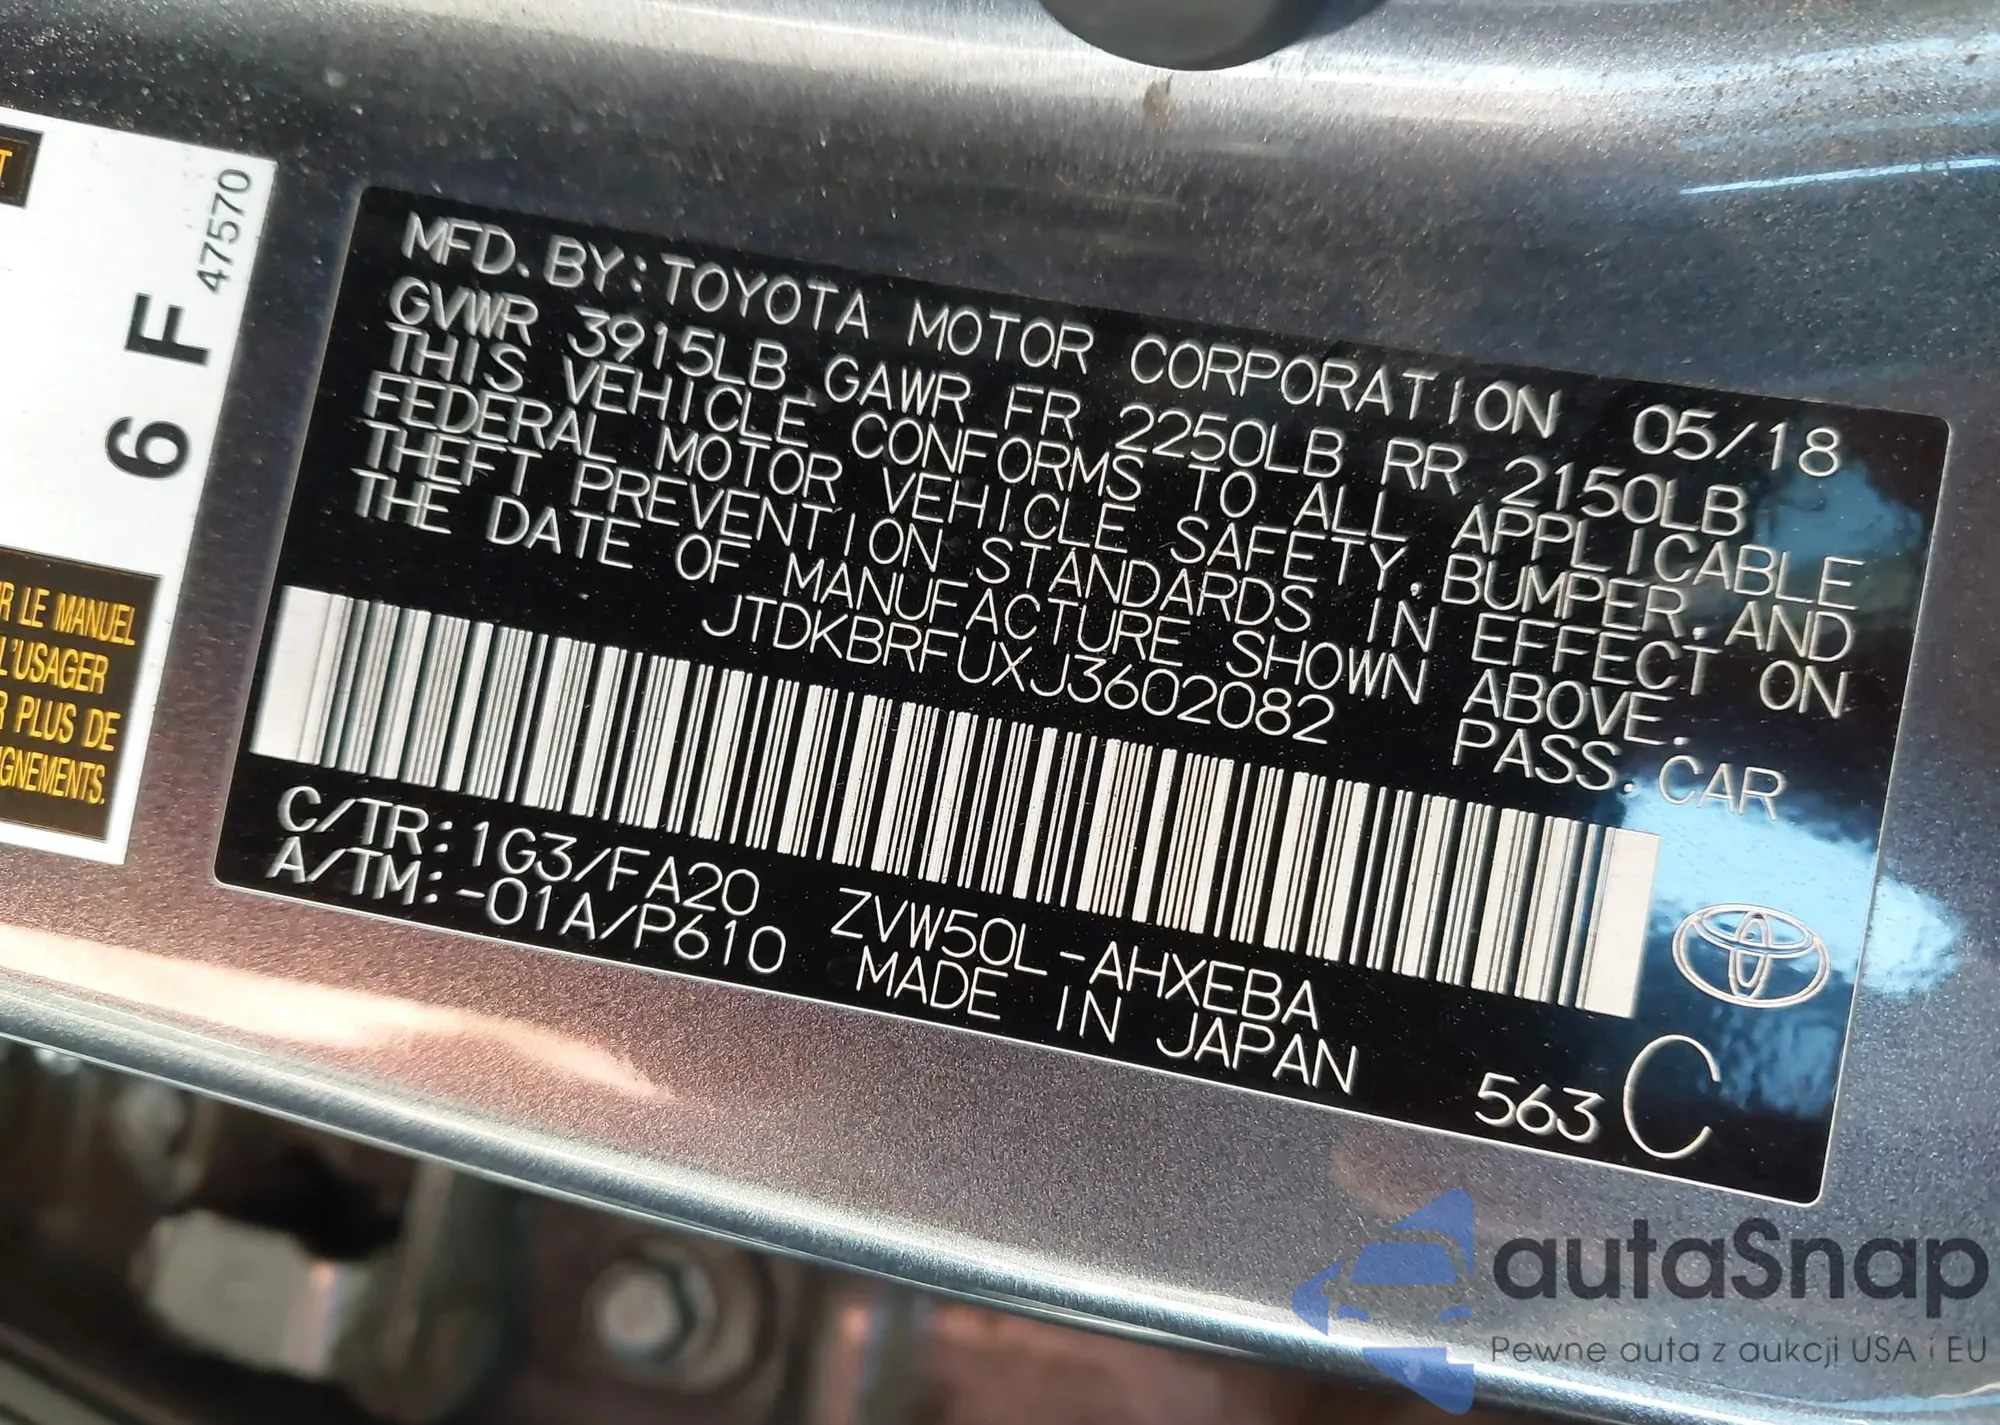 T
6 F 47570
R LE MANUEL
L'USAGER
R PLUS DE
GNEMENTS.
MFD. BY: TOYOTA MOTOR CORPORATION 05/18
GVWR 3915LB GAWR FR 2250LB RR 2150LB
THIS VEHICLE CONFORMS TO ALL APPLICABLE
FEDERAL MOTOR VEHICLE SAFETY, BUMPER, AND
THEFT PREVENTION STANDARDS IN EFFECT ON
THE DATE OF MANUFACTURE SHOWN ABOVE.
JTDKBRFUXJ3602082 PASS. CAR
C/TR: 1G3/FA20 ZVW50L-AHXEBA
A/TM: -01A/P610 MADE IN JAPAN 563 C
autaSnap
Pewne auta z aukcji USA i EU